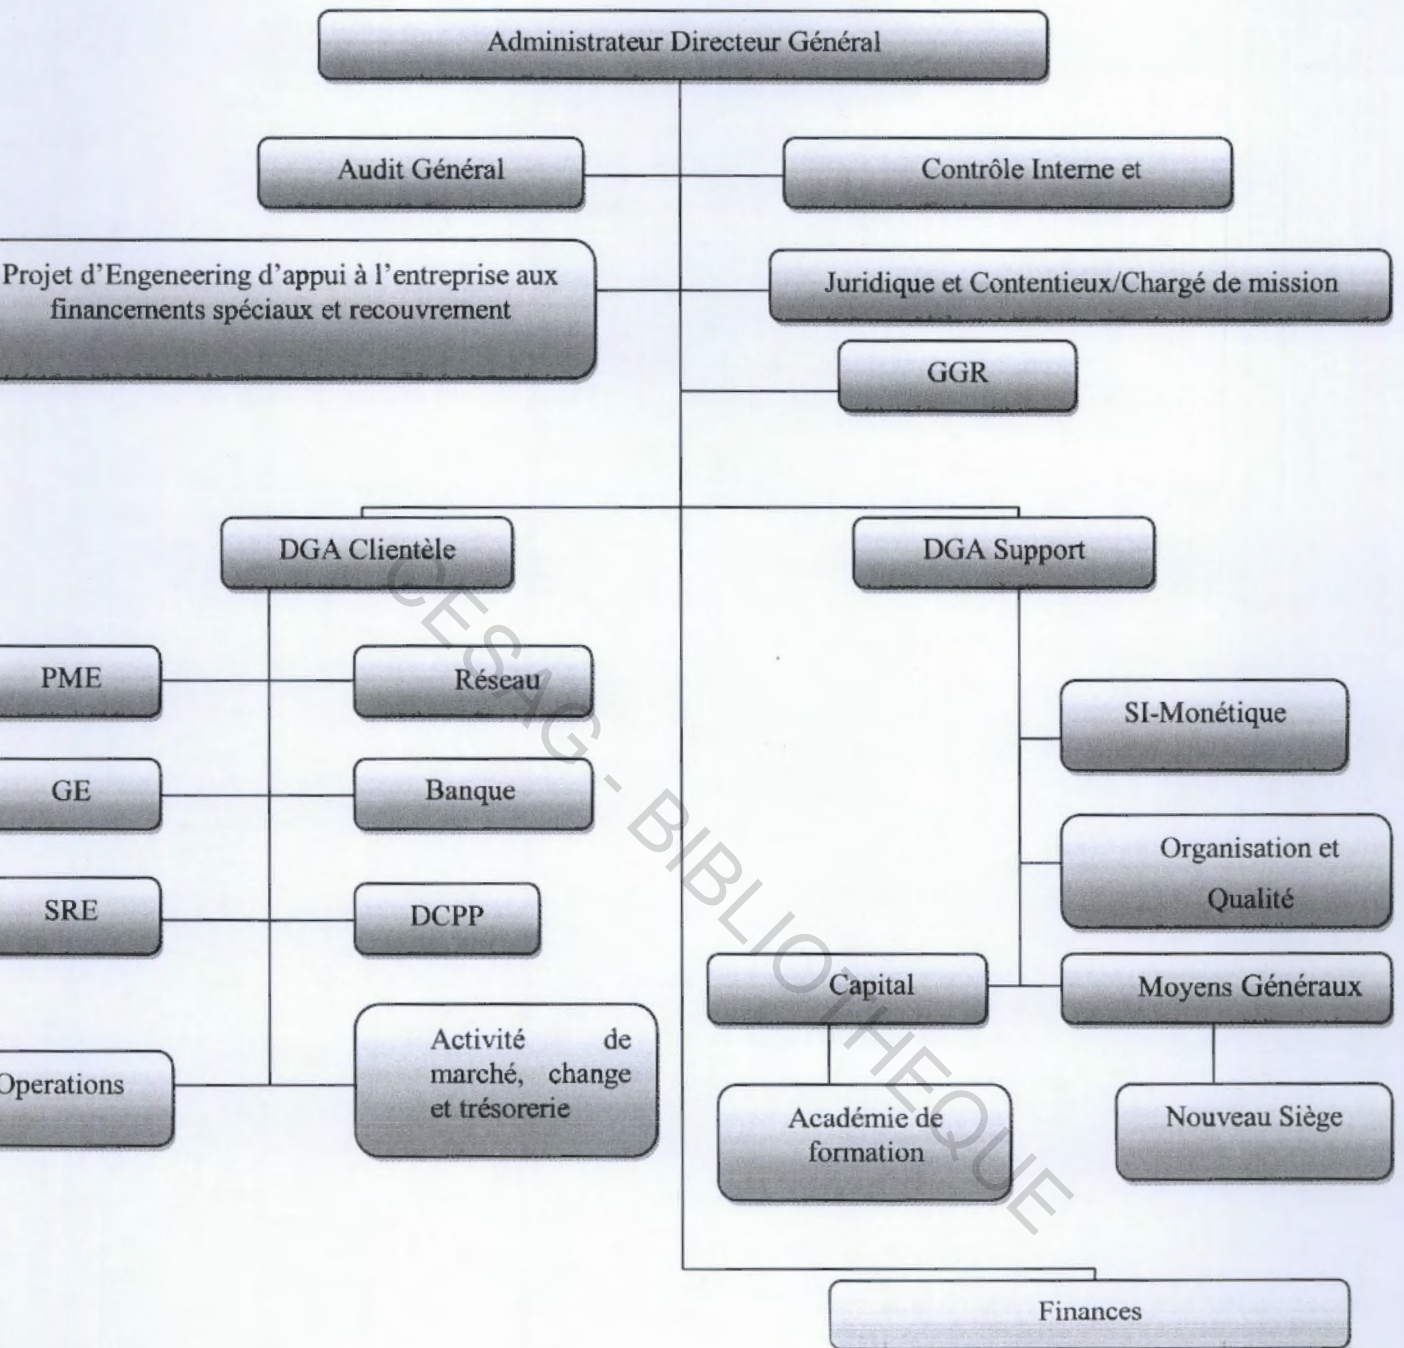 Administrateur Directeur Général
Audit Général
Contrôle Interne et
Projet d'Engeneering d'appui à l'entreprise aux
financements spéciaux et recouvrement
Juridique et Contentieux/Chargé de mission
GGR
DGA Clientèle
DGA Support
PME
Réseau
SI-Monétique
GE
Banque
Organisation et
Qualité
SRE
DCPP
Capital
Moyens Généraux
Operations
Activité de
marché, change
et trésorerie
Académie de
formation
Nouveau Siège
Finances
CESAG - BIBLIOTHEQUE